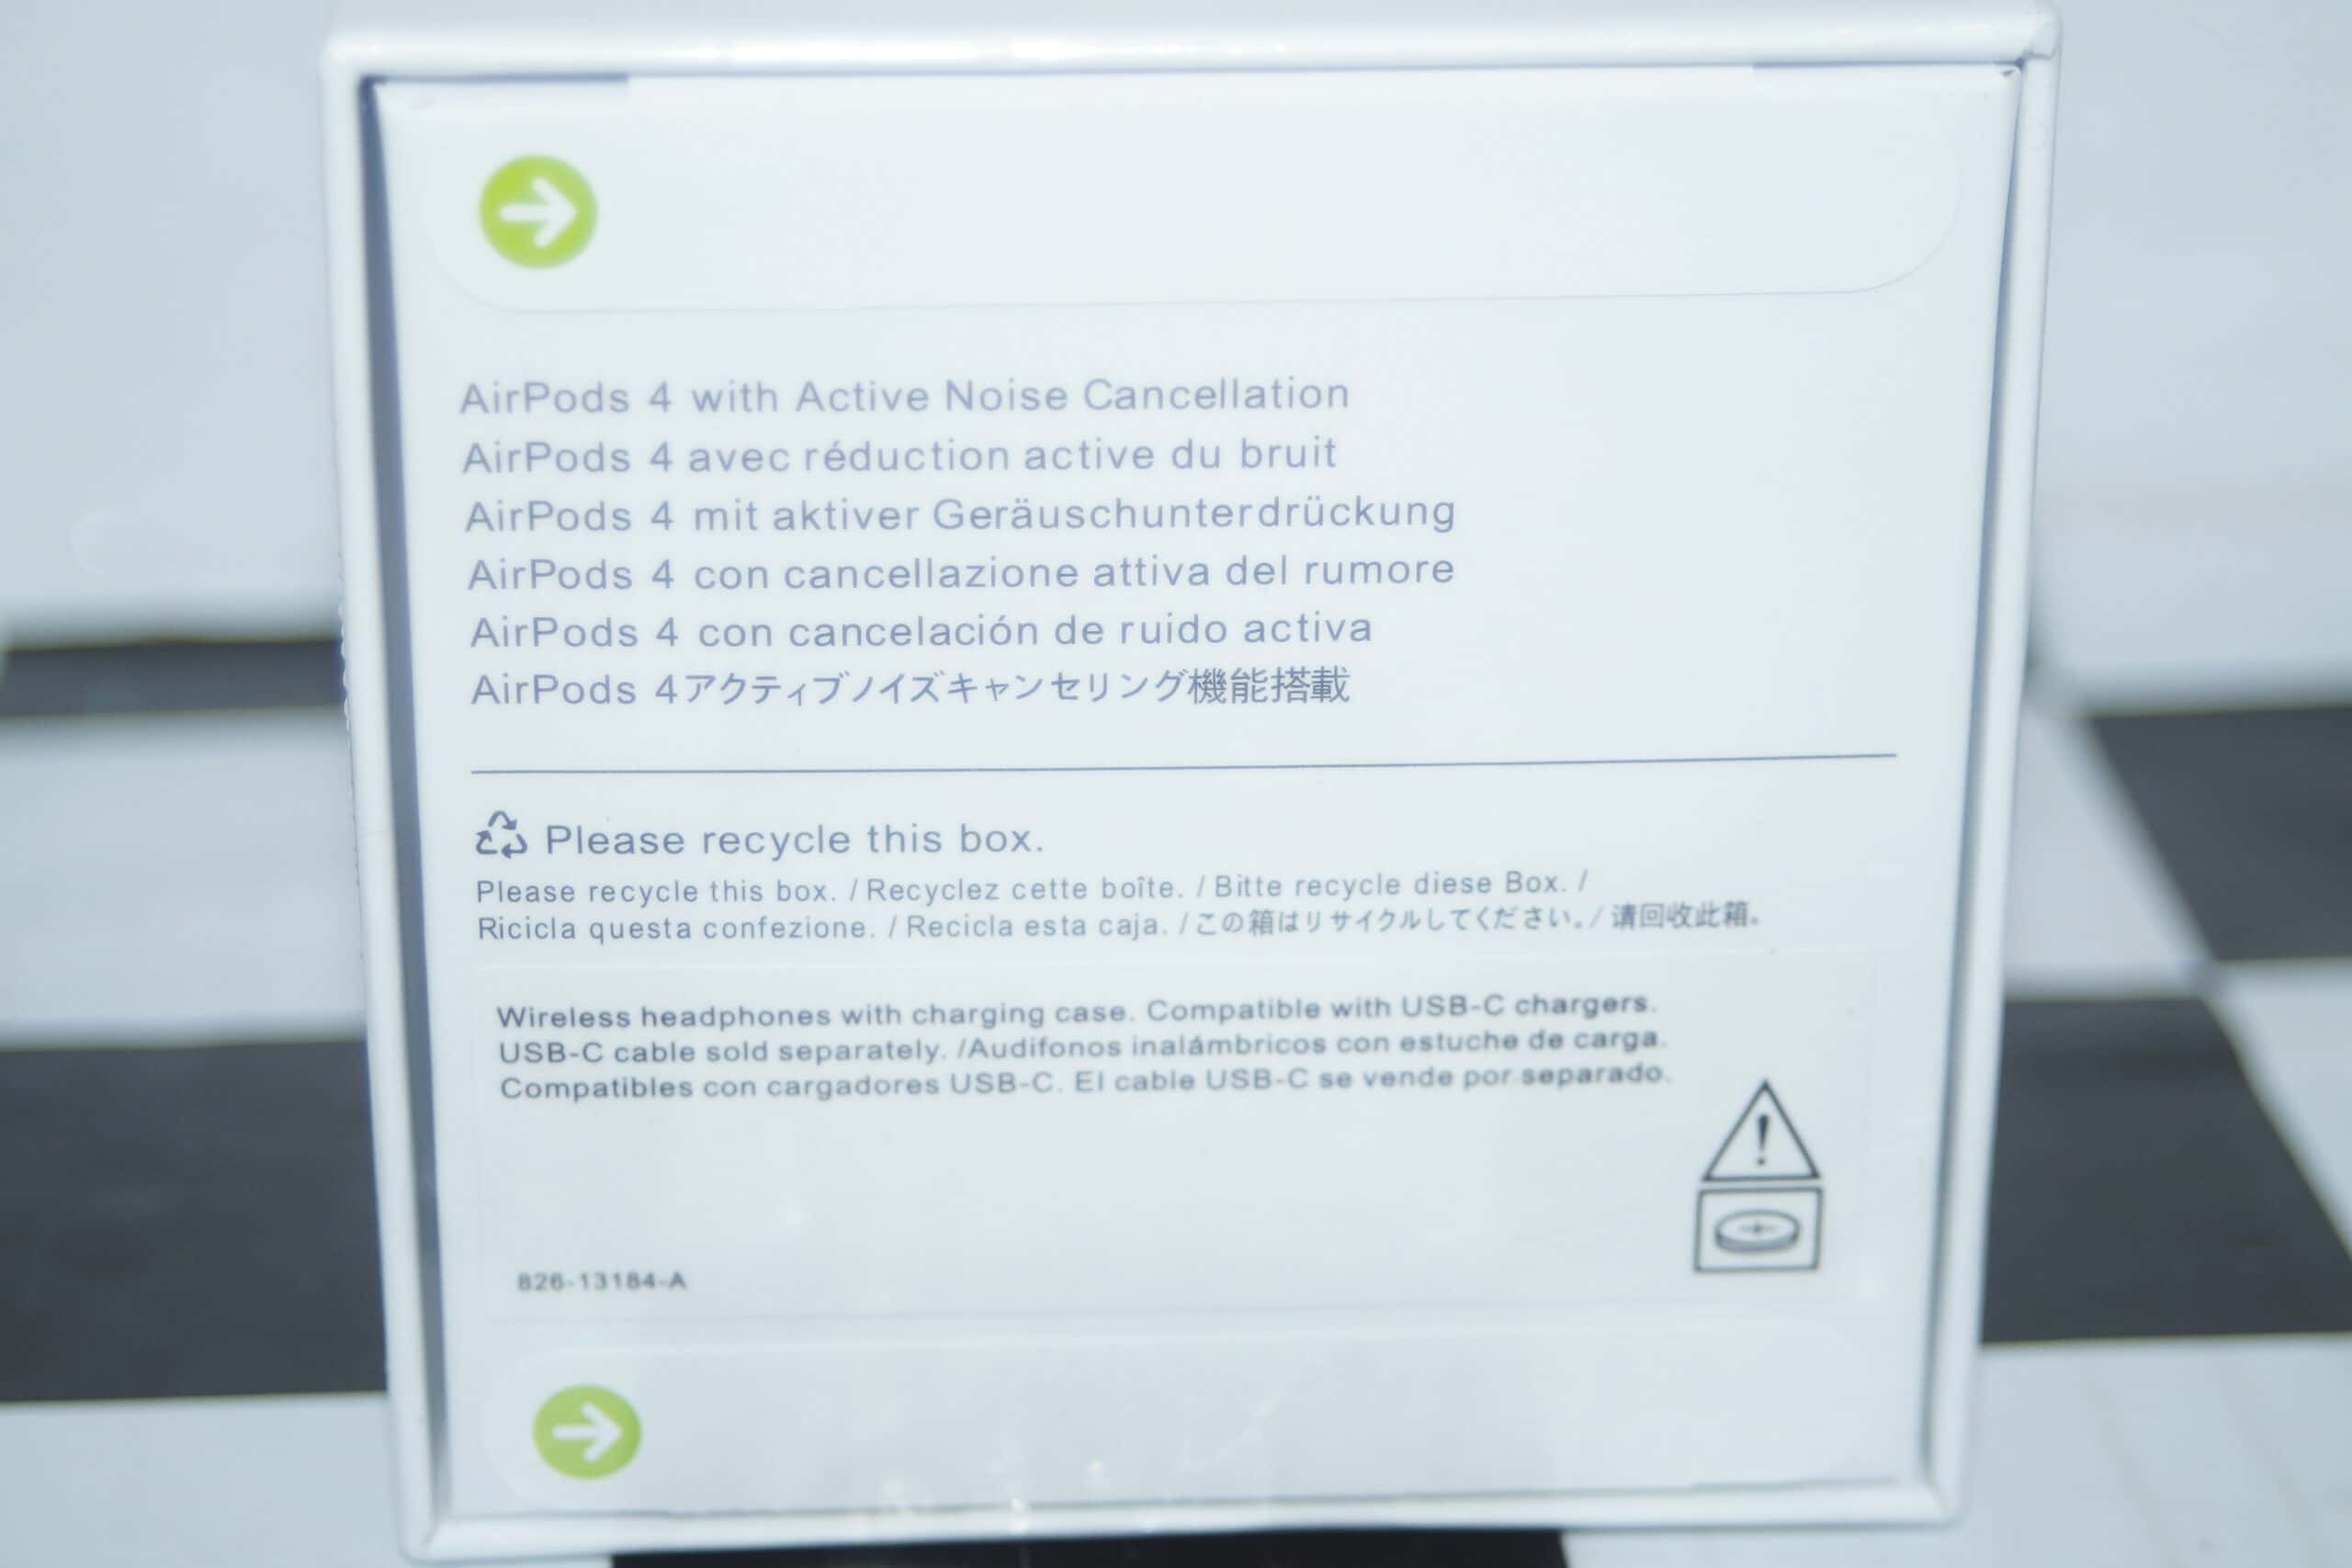 AirPods 4 with Active Noise Cancellation
AirPods 4 avec réduction active du bruit
AirPods 4 mit aktiver Geräuschunterdrückung
AirPods 4 con cancellazione attiva del rumore
AirPods 4 con cancelación de ruido activa
AirPods 4アクティブノイズキャンセリング機能搭載
Please recycle this box.
Please recycle this box. / Recyclez cette boîte. / Bitte recycle diese Box. /
Ricicla questa confezione. / Recicla esta caja. / この箱はリサイクルしてください。/ 请回收此箱。
Wireless headphones with charging case. Compatible with USB-C chargers.
USB-C cable sold separately. /Audifonos inalámbricos con estuche de carga.
Compatibles con cargadores USB-C. El cable USB-C se vende por separado.
826-13184-A